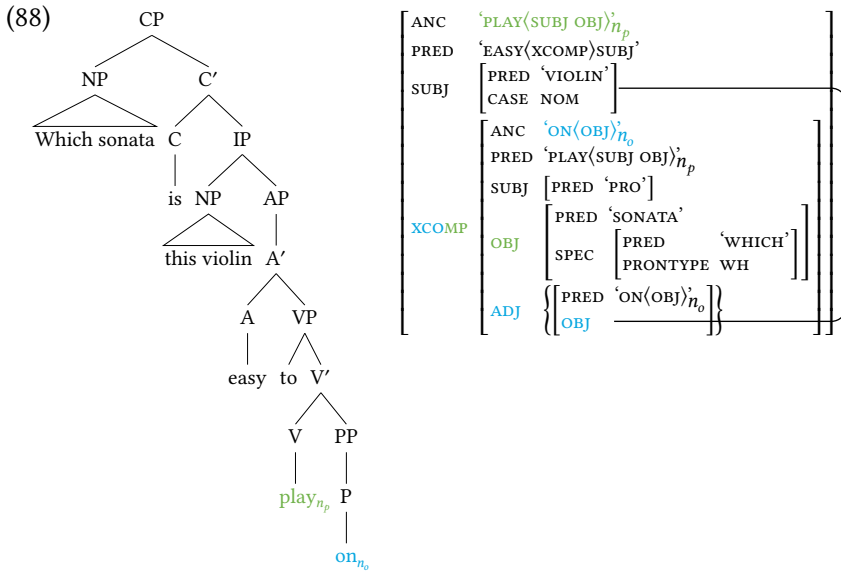 (88)
CP
NP C′
Which sonata C IP
is NP AP
this violin A′
A VP
easy to V′
V PP
play_{n_p} P
on_{n_o}
ANC ‘PLAY⟨SUBJ OBJ⟩’_{n_p}
PRED ‘EASY⟨XCOMP⟩SUBJ’
SUBJ PRED ‘VIOLIN’
CASE NOM
XCOMP
ANC ‘ON⟨OBJ⟩’_{n_o}
PRED ‘PLAY⟨SUBJ OBJ⟩’_{n_p}
SUBJ [PRED ‘PRO’]
OBJ PRED ‘SONATA’
SPEC PRED ‘WHICH’
PRONTYPE WH
ADJ {[PRED ‘ON⟨OBJ⟩’_{n_o}
OBJ]}